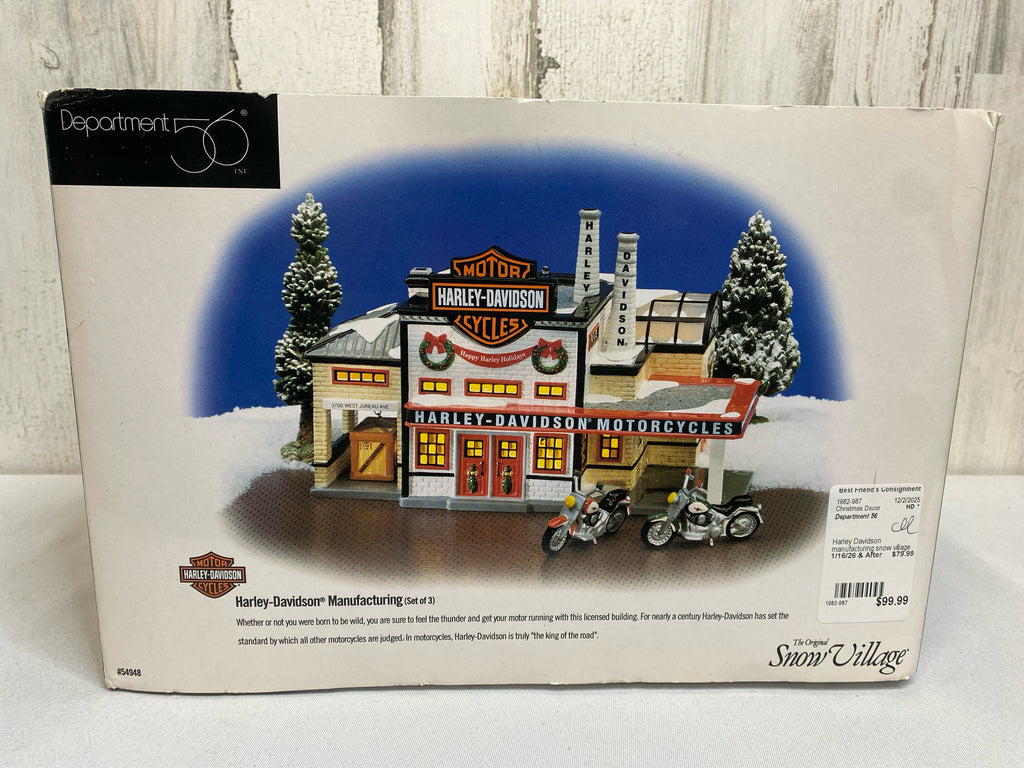 Department 56®
INC.
HARLEY
DAVIDSON
MOTOR
HARLEY-DAVIDSON
CYCLES
Happy Harley Holidays
3700 WEST JUNEAU AVE.
HARLEY-DAVIDSON® MOTORCYCLES
Best Friend's Consignment
1982-987 12/2/2025
Christmas Decor HD *
Department 56
Harley Davidson
manufacturing snow village
1/16/26 & After $79.99
1982-987 $99.99
MOTOR
HARLEY-DAVIDSON
CYCLES
Harley-Davidson® Manufacturing (Set of 3)
Whether or not you were born to be wild, you are sure to feel the thunder and get your motor running with this licensed building. For nearly a century Harley-Davidson has set the
standard by which all other motorcycles are judged. In motorcycles, Harley-Davidson is truly "the king of the road".
The Original
Snow Village®
#54948